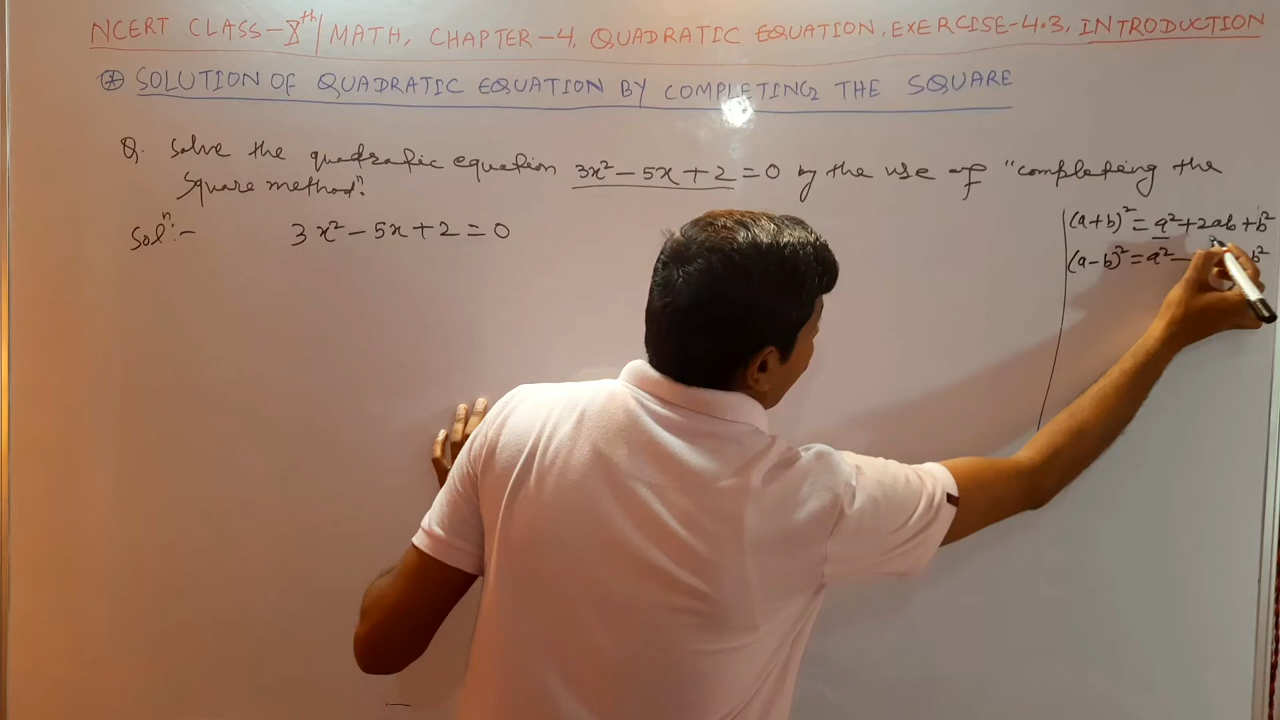 NCERT CLASS-Xth/MATH, CHAPTER-4, QUADRATIC EQUATION, EXERCISE-4.3, INTRODUCTION
⊛ SOLUTION OF QUADRATIC EQUATION BY COMPLETING THE SQUARE
Q. Solve the quadratic equation 3x² - 5x + 2 = 0 by the use of "completing the
square method".
Solⁿ:- 3x² - 5x + 2 = 0
(a+b)² = a² + 2ab + b²
(a-b)² = a² - b²